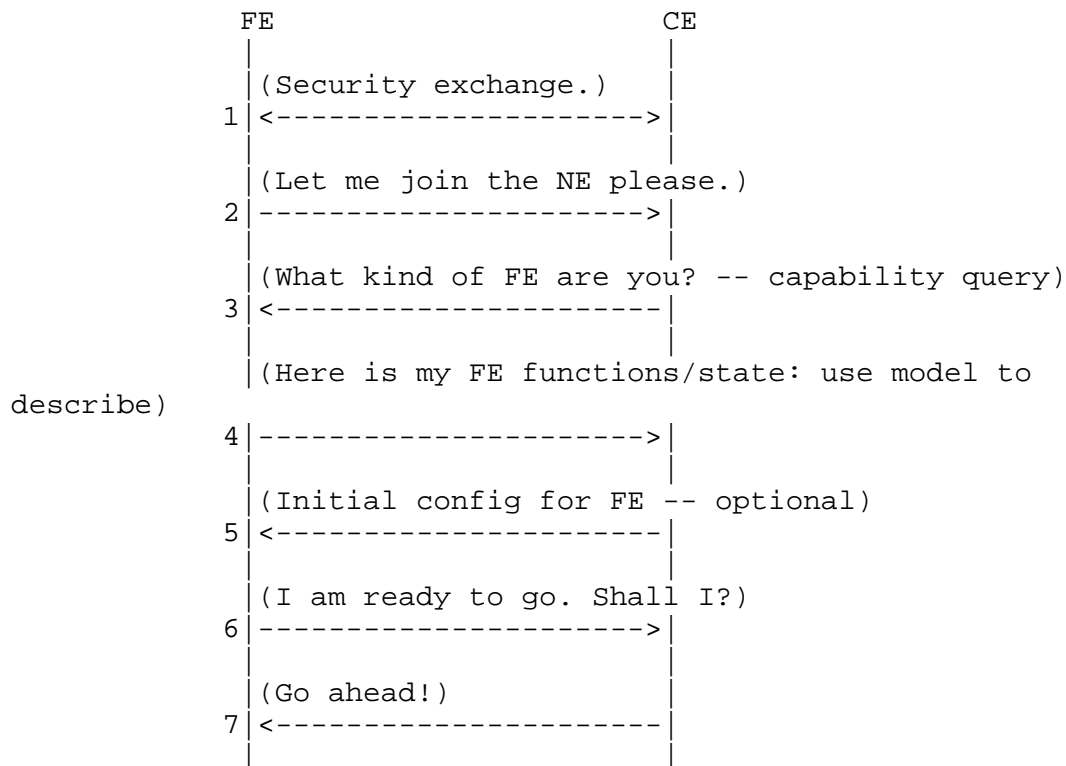 FE                        CE
(Security exchange.)
1|<--------------------->|
(Let me join the NE please.)
2|---------------------->|
(What kind of FE are you? -- capability query)
3|<----------------------|
(Here is my FE functions/state: use model to
describe)
4|---------------------->|
(Initial config for FE -- optional)
5|<----------------------|
(I am ready to go. Shall I?)
6|---------------------->|
(Go ahead!)
7|<----------------------|